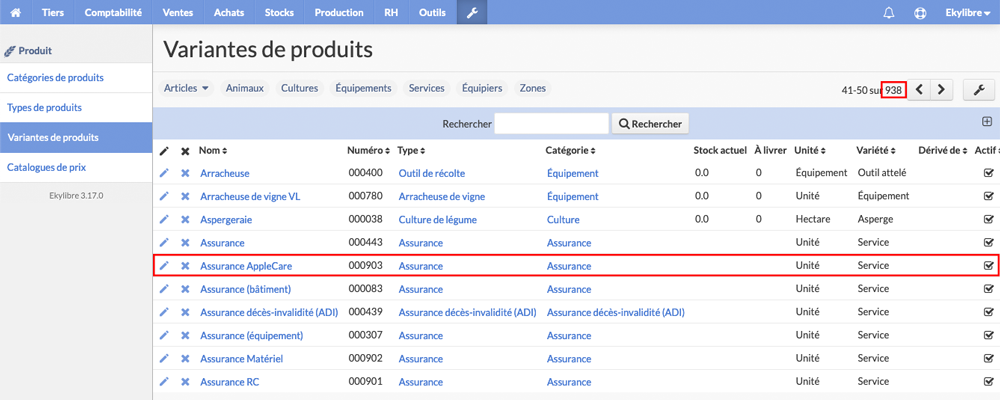 Tiers Comptabilité Ventes Achats Stocks Production RH Outils Ekylibre
Produit
Catégories de produits
Types de produits
Variantes de produits
Catalogues de prix
Ekylibre 3.17.0
Variantes de produits
Articles Animaux Cultures Équipements Services Équipiers Zones 41-50 sur 938
Rechercher Rechercher
Nom Numéro Type Catégorie Stock actuel À livrer Unité Variété Dérivé de Actif
Arracheuse 000400 Outil de récolte Équipement 0.0 0 Équipement Outil attelé
Arracheuse de vigne VL 000780 Arracheuse de vigne Équipement 0.0 0 Unité Équipement
Aspergeraie 000038 Culture de légume Culture 0.0 0 Hectare Asperge
Assurance 000443 Assurance Assurance Unité Service
Assurance AppleCare 000903 Assurance Assurance Unité Service
Assurance (bâtiment) 000083 Assurance Assurance Unité Service
Assurance décès-invalidité (ADI) 000439 Assurance décès-invalidité (ADI) Assurance décès-invalidité (ADI) Unité Service
Assurance (équipement) 000307 Assurance Assurance Unité Service
Assurance Matériel 000902 Assurance Assurance Unité Service
Assurance RC 000901 Assurance Assurance Unité Service